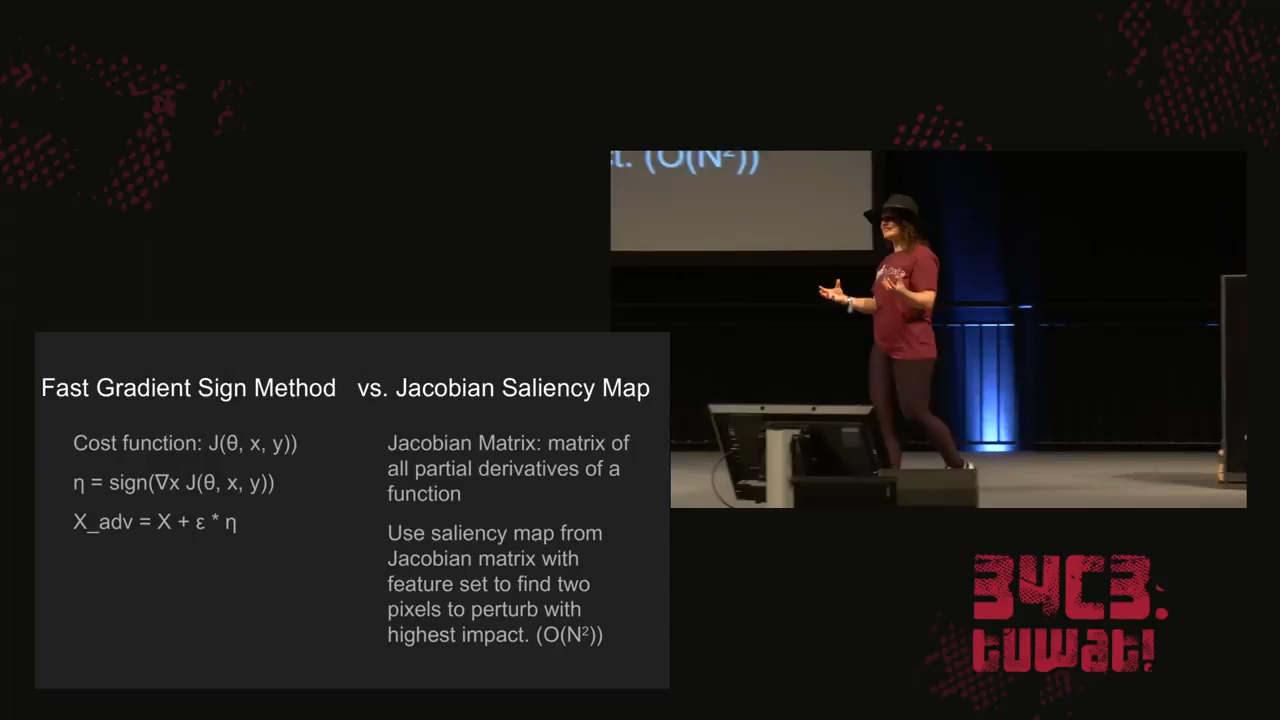 t. (O(N²))
Fast Gradient Sign Method vs. Jacobian Saliency Map
Cost function: J(θ, x, y))
η = sign(∇x J(θ, x, y))
X_adv = X + ε * η
Jacobian Matrix: matrix of
all partial derivatives of a
function
Use saliency map from
Jacobian matrix with
feature set to find two
pixels to perturb with
highest impact. (O(N²))
34C3.
tuwat!